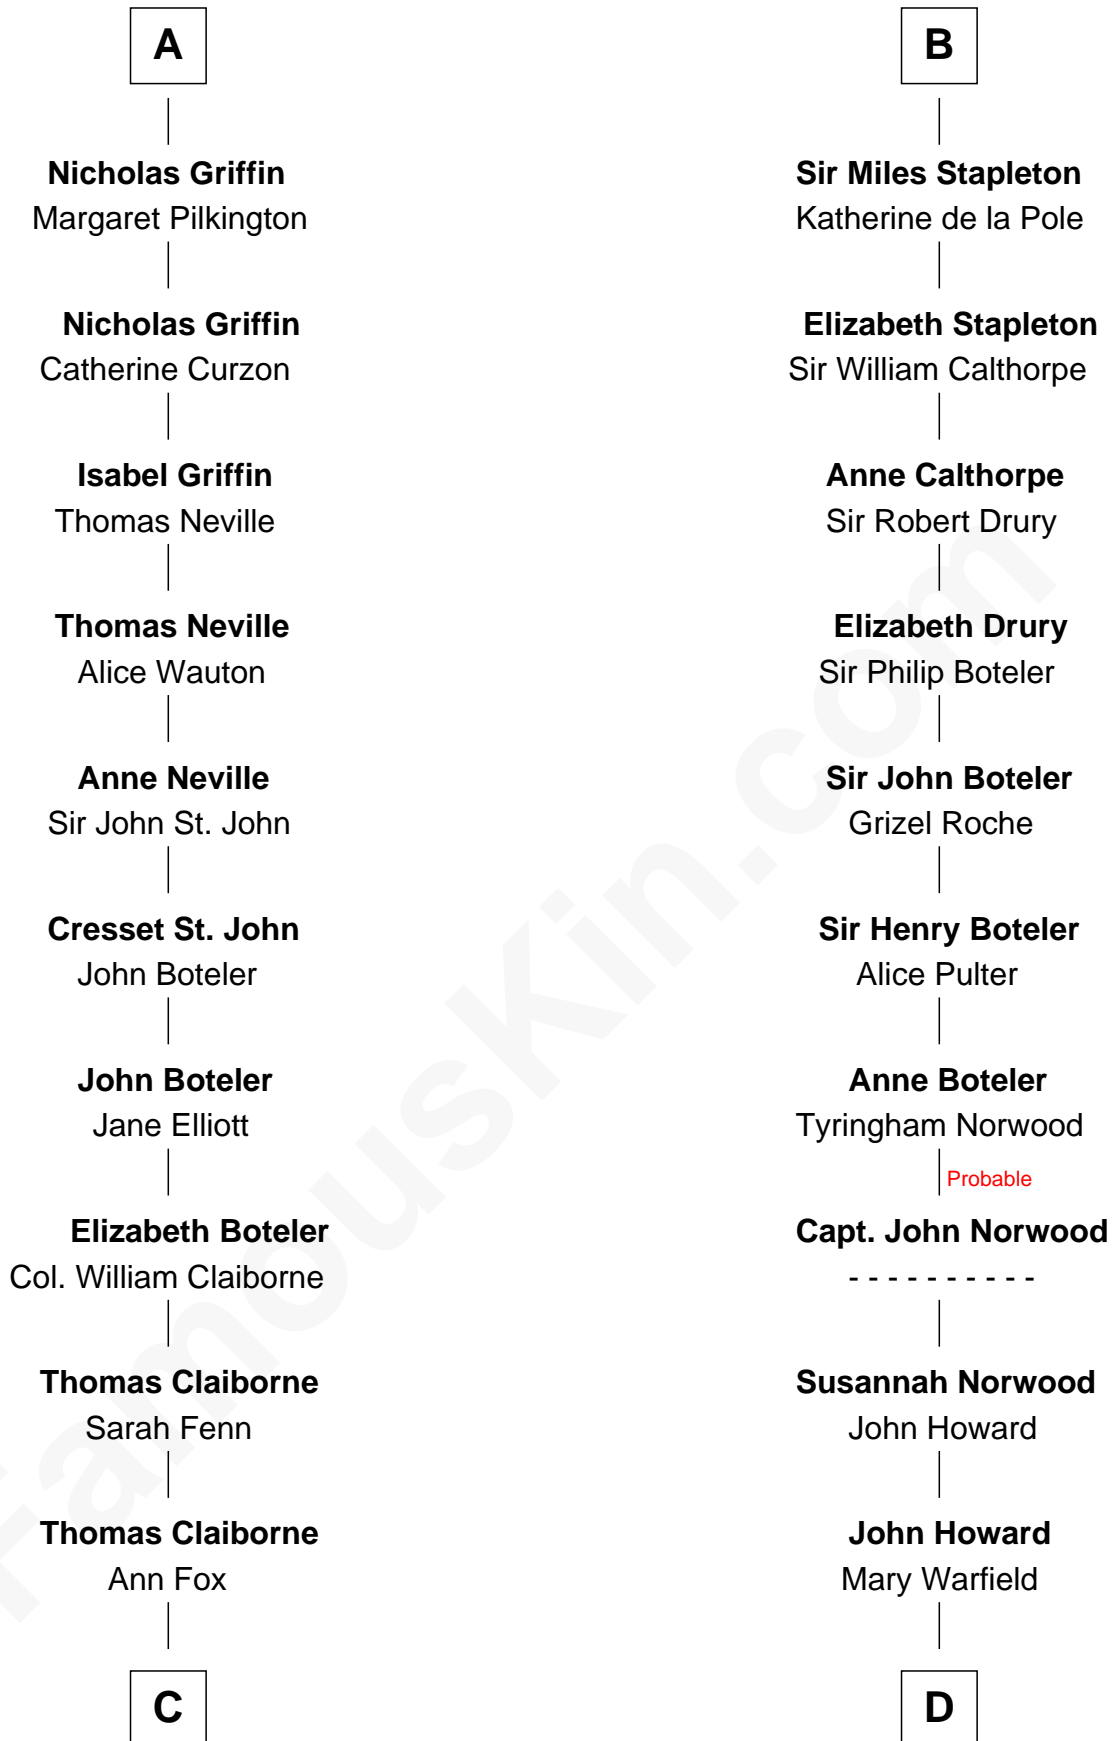 A
Nicholas Griffin
Margaret Pilkington
Nicholas Griffin
Catherine Curzon
Isabel Griffin
Thomas Neville
Thomas Neville
Alice Wauton
Anne Neville
Sir John St. John
Cresset St. John
John Boteler
John Boteler
Jane Elliott
Elizabeth Boteler
Col. William Claiborne
Thomas Claiborne
Sarah Fenn
Thomas Claiborne
Ann Fox
C
B
Sir Miles Stapleton
Katherine de la Pole
Elizabeth Stapleton
Sir William Calthorpe
Anne Calthorpe
Sir Robert Drury
Elizabeth Drury
Sir Philip Boteler
Sir John Boteler
Grizel Roche
Sir Henry Boteler
Alice Pulter
Anne Boteler
Tyringham Norwood
Probable
Capt. John Norwood
- - - - - - - - - -
Susannah Norwood
John Howard
John Howard
Mary Warfield
D
FamousKin.com